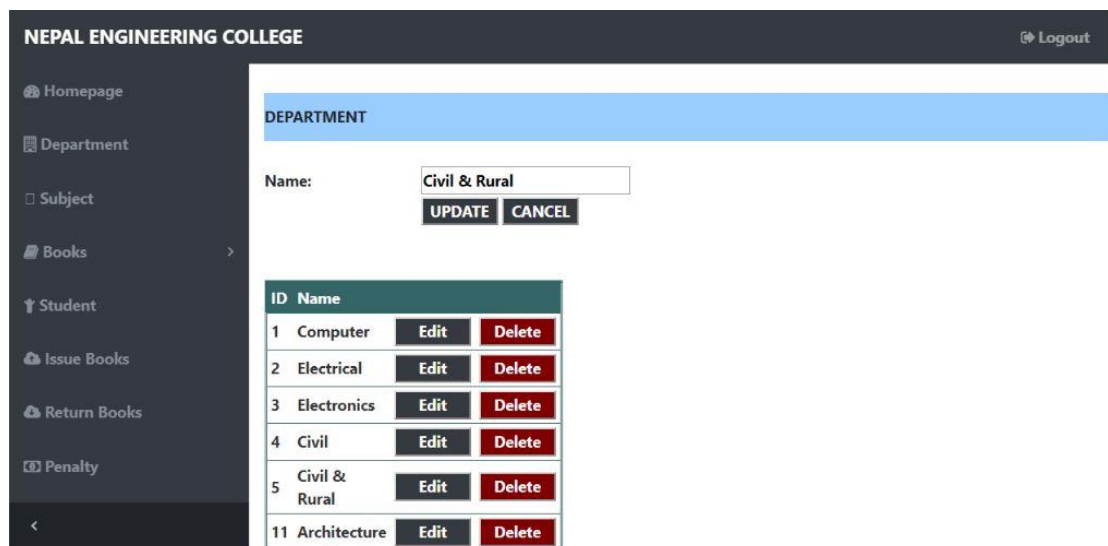 NEPAL ENGINEERING COLLEGE
Logout
Homepage
Department
Subject
Books
Student
Issue Books
Return Books
Penalty
DEPARTMENT
Name: Civil & Rural
UPDATE CANCEL
ID Name
1 Computer Edit Delete
2 Electrical Edit Delete
3 Electronics Edit Delete
4 Civil Edit Delete
5 Civil & Rural Edit Delete
11 Architecture Edit Delete